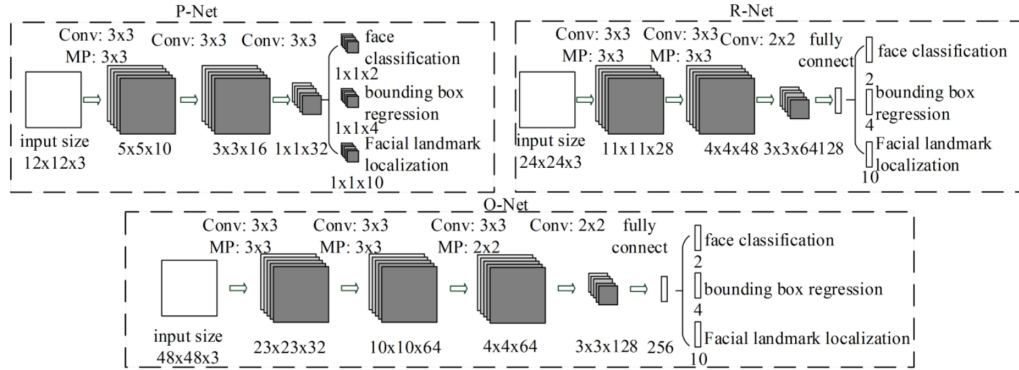 P-Net
Conv: 3x3 Conv: 3x3 Conv: 3x3
MP: 3x3
face
classification
1x1x2
bounding box
regression
1x1x4
Facial landmark
localization
1x1x10
input size
12x12x3
5x5x10
3x3x16
1x1x32
R-Net
Conv: 3x3 Conv: 3x3 Conv: 2x2 fully
MP: 3x3 MP: 3x3 connect
face classification
2
bounding box
regression
4
Facial landmark
localization
10
input size
24x24x3
11x11x28
4x4x48
3x3x64
128
O-Net
Conv: 3x3 Conv: 3x3 Conv: 3x3 Conv: 2x2 fully
MP: 3x3 MP: 3x3 MP: 2x2 connect
face classification
2
bounding box regression
4
Facial landmark localization
10
input size
48x48x3
23x23x32
10x10x64
4x4x64
3x3x128
256